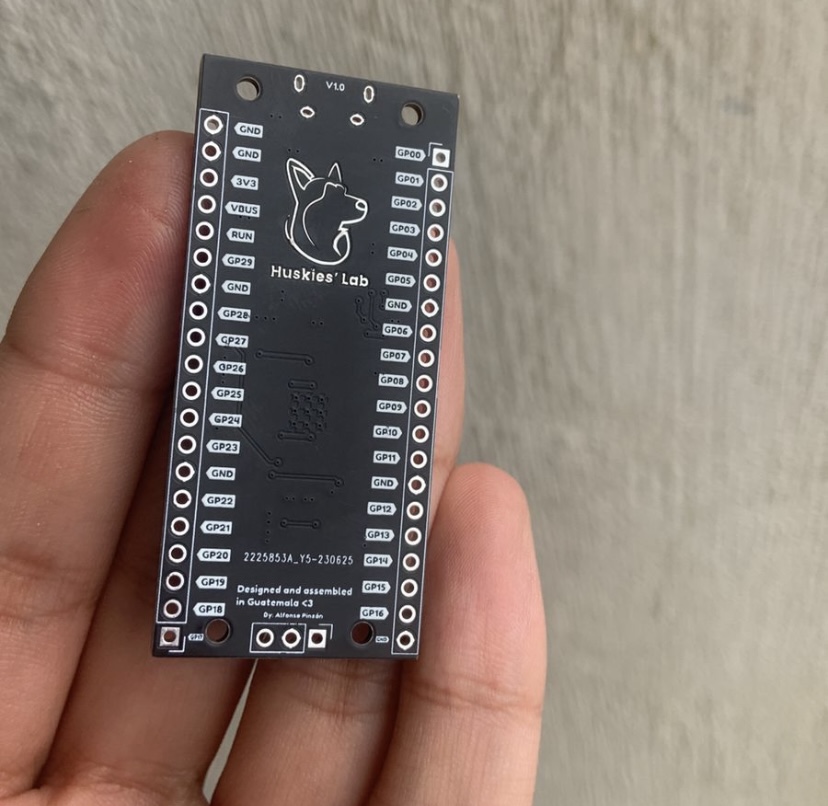 V1.0
GND
GND
3V3
VBUS
RUN
GP29
GND
GP28
GP27
GP26
GP25
GP24
GP23
GND
GP22
GP21
GP20
GP19
GP18
GP00
GP01
GP02
GP03
GP04
GP05
GND
GP06
GP07
GP08
GP09
GP10
GP11
GND
GP12
GP13
GP14
GP15
GP16
GND
Huskies' Lab
2225853A_Y5-230625
Designed and assembled
in Guatemala <3
By: Alfonso Pinzón